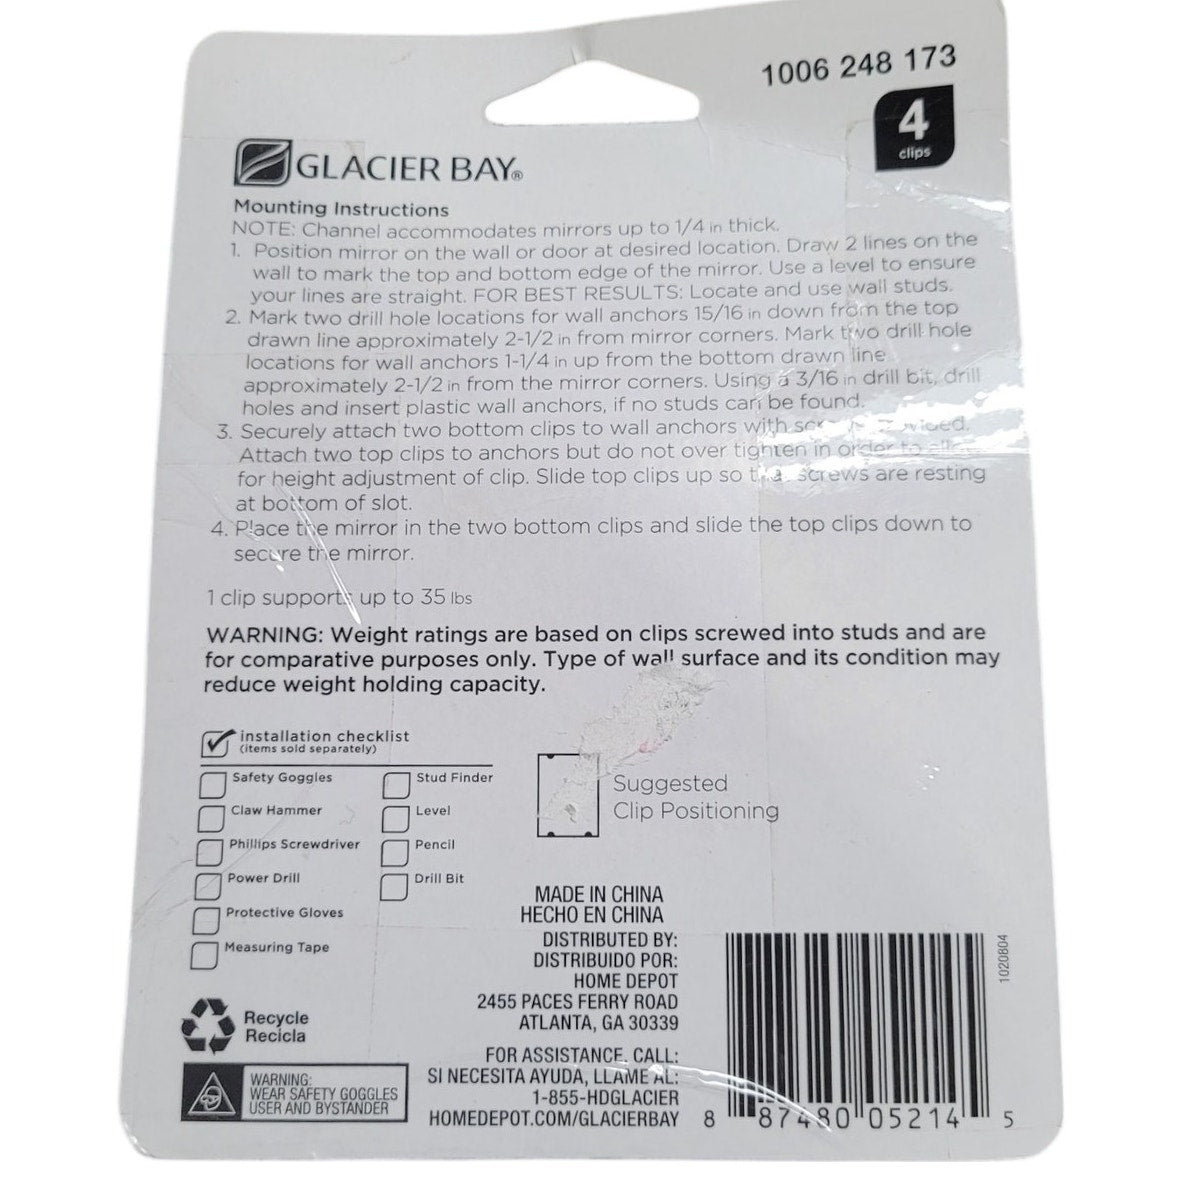 1006 248 173
4
clips
GLACIER BAY®
Mounting Instructions
NOTE: Channel accommodates mirrors up to 1/4 in thick.
1. Position mirror on the wall or door at desired location. Draw 2 lines on the
wall to mark the top and bottom edge of the mirror. Use a level to ensure
your lines are straight. FOR BEST RESULTS: Locate and use wall studs.
2. Mark two drill hole locations for wall anchors 15/16 in down from the top
drawn line approximately 2-1/2 in from mirror corners. Mark two drill hole
locations for wall anchors 1-1/4 in up from the bottom drawn line
approximately 2-1/2 in from the mirror corners. Using a 3/16 in drill bit, drill
holes and insert plastic wall anchors, if no studs can be found.
3. Securely attach two bottom clips to wall anchors with
Attach two top clips to anchors but do not over tighten in order to
for height adjustment of clip. Slide top clips up so that screws are resting
at bottom of slot.
4. Place the mirror in the two bottom clips and slide the top clips down to
secure the mirror.
1 clip supports up to 35 lbs
WARNING: Weight ratings are based on clips screwed into studs and are
for comparative purposes only. Type of wall surface and its condition may
reduce weight holding capacity.
installation checklist
(items sold separately)
Safety Goggles
Claw Hammer
Phillips Screwdriver
Power Drill
Protective Gloves
Measuring Tape
Stud Finder
Level
Pencil
Drill Bit
Suggested
Clip Positioning
MADE IN CHINA
HECHO EN CHINA
DISTRIBUTED BY:
DISTRIBUIDO POR:
HOME DEPOT
2455 PACES FERRY ROAD
ATLANTA, GA 30339
FOR ASSISTANCE, CALL:
SI NECESITA AYUDA, LLAME AL:
1-855-HDGLACIER
HOMEDEPOT.COM/GLACIERBAY
Recycle
Recicla
WARNING:
WEAR SAFETY GOGGLES
USER AND BYSTANDER
1020804
8 87480 05214 5